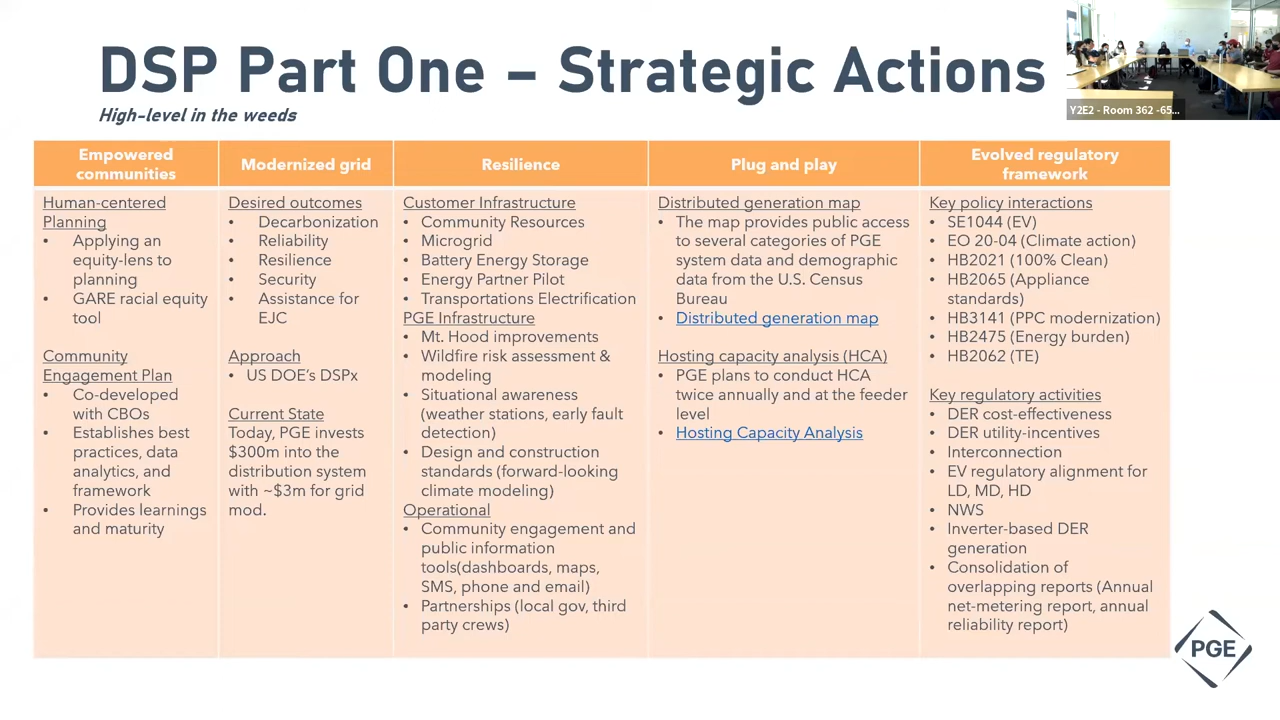 DSP Part One – Strategic Actions
High-level in the weeds
Y2E2 - Room 362 -65...
Empowered
communities
Human-centered
Planning
• Applying an
equity-lens to
planning
• GARE racial equity
tool
Community
Engagement Plan
• Co-developed
with CBOs
• Establishes best
practices, data
analytics, and
framework
• Provides learnings
and maturity
Modernized grid
Desired outcomes
• Decarbonization
• Reliability
• Resilience
• Security
• Assistance for
EJC
Approach
• US DOE's DSPx
Current State
Today, PGE invests
$300m into the
distribution system
with ~$3m for grid
mod.
Resilience
Customer Infrastructure
• Community Resources
• Microgrid
• Battery Energy Storage
• Energy Partner Pilot
• Transportations Electrification
PGE Infrastructure
• Mt. Hood improvements
• Wildfire risk assessment &
modeling
• Situational awareness
(weather stations, early fault
detection)
• Design and construction
standards (forward-looking
climate modeling)
Operational
• Community engagement and
public information
tools(dashboards, maps,
SMS, phone and email)
• Partnerships (local gov, third
party crews)
Plug and play
Distributed generation map
• The map provides public access
to several categories of PGE
system data and demographic
data from the U.S. Census
Bureau
• Distributed generation map
Hosting capacity analysis (HCA)
• PGE plans to conduct HCA
twice annually and at the feeder
level
• Hosting Capacity Analysis
Evolved regulatory
framework
Key policy interactions
• SE1044 (EV)
• EO 20-04 (Climate action)
• HB2021 (100% Clean)
• HB2065 (Appliance
standards)
• HB3141 (PPC modernization)
• HB2475 (Energy burden)
• HB2062 (TE)
Key regulatory activities
• DER cost-effectiveness
• DER utility-incentives
• Interconnection
• EV regulatory alignment for
LD, MD, HD
• NWS
• Inverter-based DER
generation
• Consolidation of
overlapping reports (Annual
net-metering report, annual
reliability report)
PGE